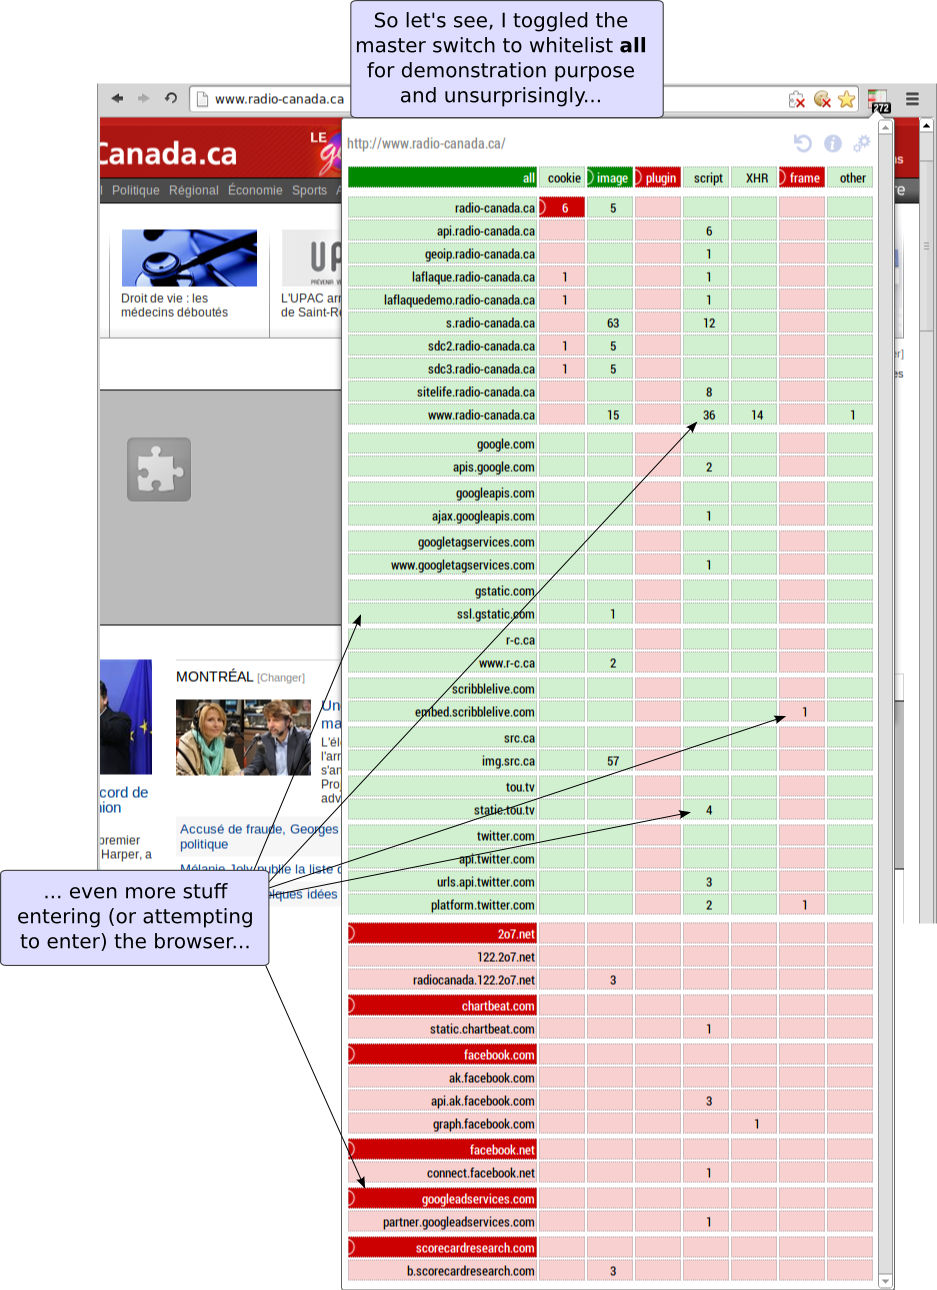 So let's see, I toggled the
master switch to whitelist all
for demonstration purpose
and unsurprisingly...
www.radio-canada.ca
272
Canada.ca
LE
http://www.radio-canada.ca/
Politique Régional Économie Sports
all cookie image plugin script XHR frame other
radio-canada.ca 6 5
api.radio-canada.ca 6
geoip.radio-canada.ca 1
laflaque.radio-canada.ca 1 1
laflaquedemo.radio-canada.ca 1 1
s.radio-canada.ca 63 12
sdc2.radio-canada.ca 1 5
sdc3.radio-canada.ca 1 5
sitelife.radio-canada.ca 8
www.radio-canada.ca 15 36 14 1
google.com
apis.google.com 2
googleapis.com
ajax.googleapis.com 1
googletagservices.com
www.googletagservices.com 1
gstatic.com
ssl.gstatic.com 1
r-c.ca
www.r-c.ca 2
scribblelive.com
embed.scribblelive.com 1
src.ca
img.src.ca 57
tou.tv
static.tou.tv 4
twitter.com
api.twitter.com
urls.api.twitter.com 3
platform.twitter.com 2 1
2o7.net
122.2o7.net
radiocanada.122.2o7.net 3
chartbeat.com
static.chartbeat.com 1
facebook.com
ak.facebook.com
api.ak.facebook.com 3
graph.facebook.com 1
facebook.net
connect.facebook.net 1
googleadservices.com
partner.googleadservices.com 1
scorecardresearch.com
b.scorecardresearch.com 3
Droit de vie : les
médecins déboutés
UP
L'UPAC arr
de Saint-Re
MONTRÉAL [Changer]
Un
ma
L'éle
l'arr
s'an
Pro
adv
cord de
nion
premier
Harper, a
Accusé de fraude, Georges
politique
Mélanie Joly publie la liste d
elques idées
... even more stuff
entering (or attempting
to enter) the browser...